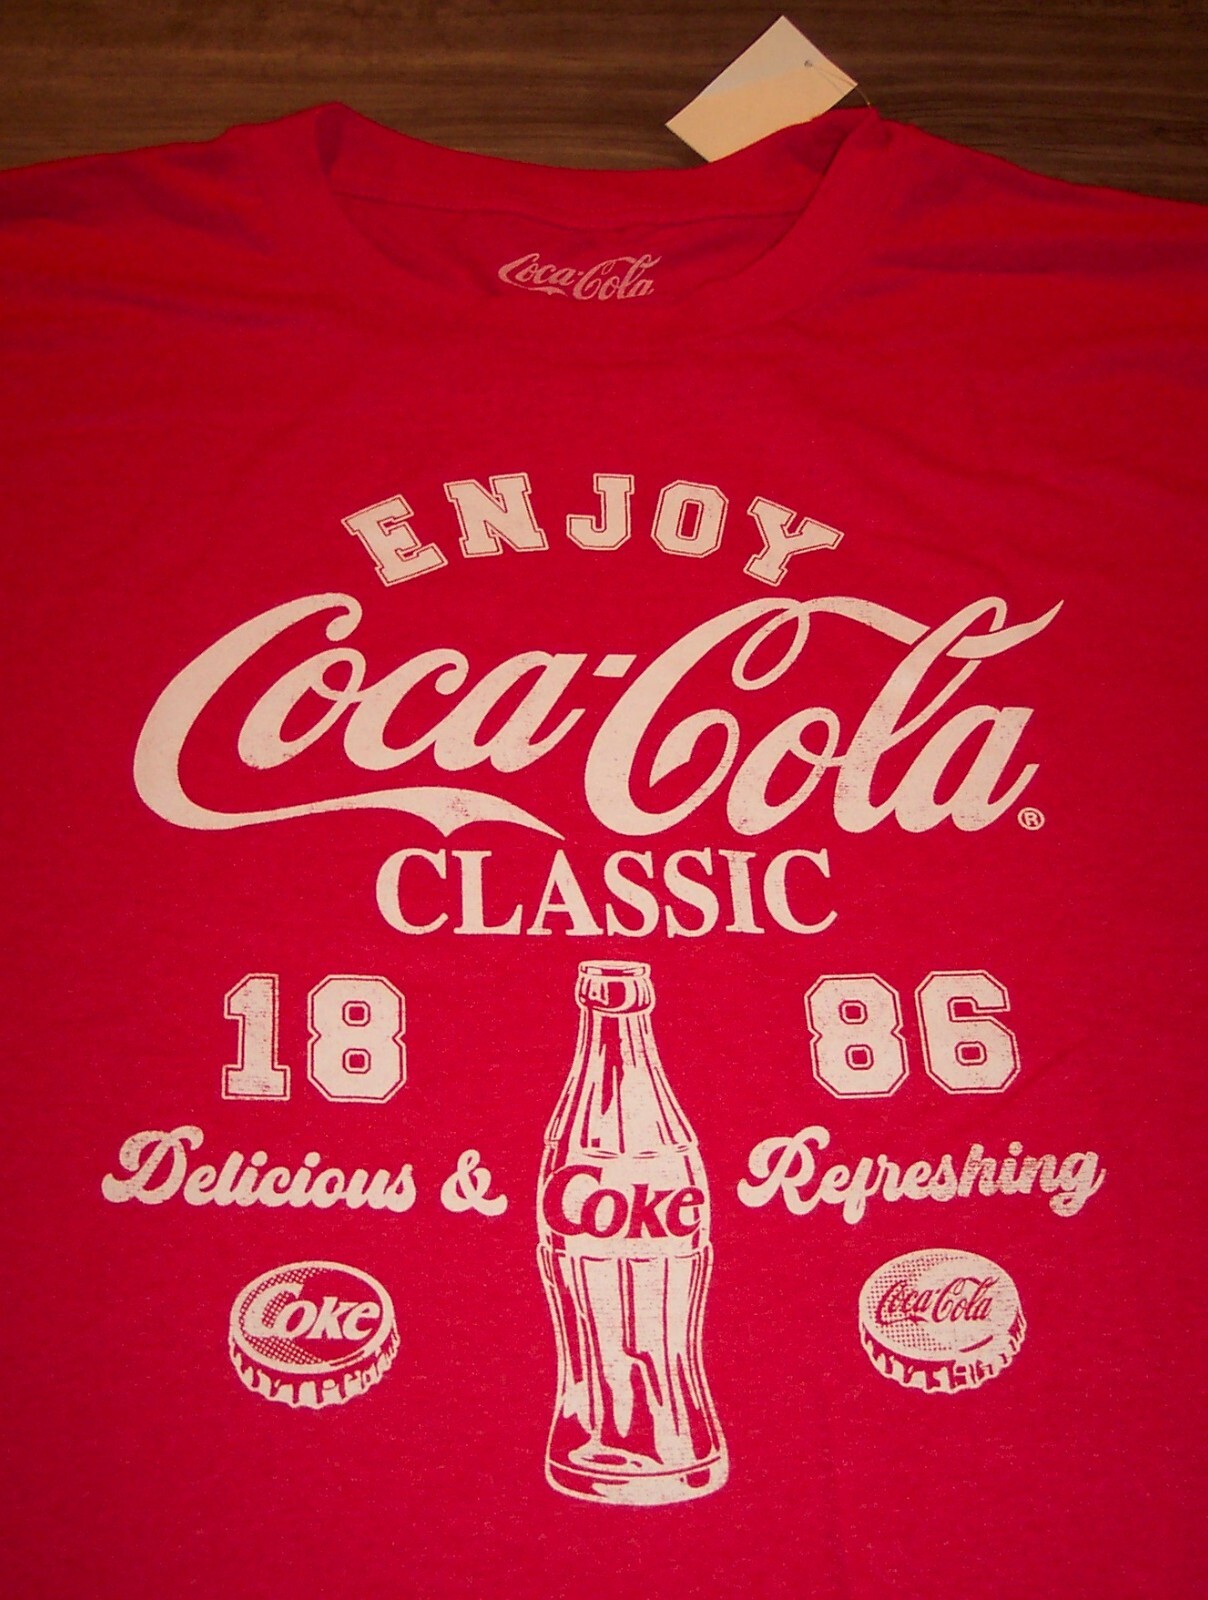 Coca-Cola
ENJOY
Coca-Cola®
CLASSIC
18 86
Delicious & Refreshing
Coke
Coke
Coca-Cola